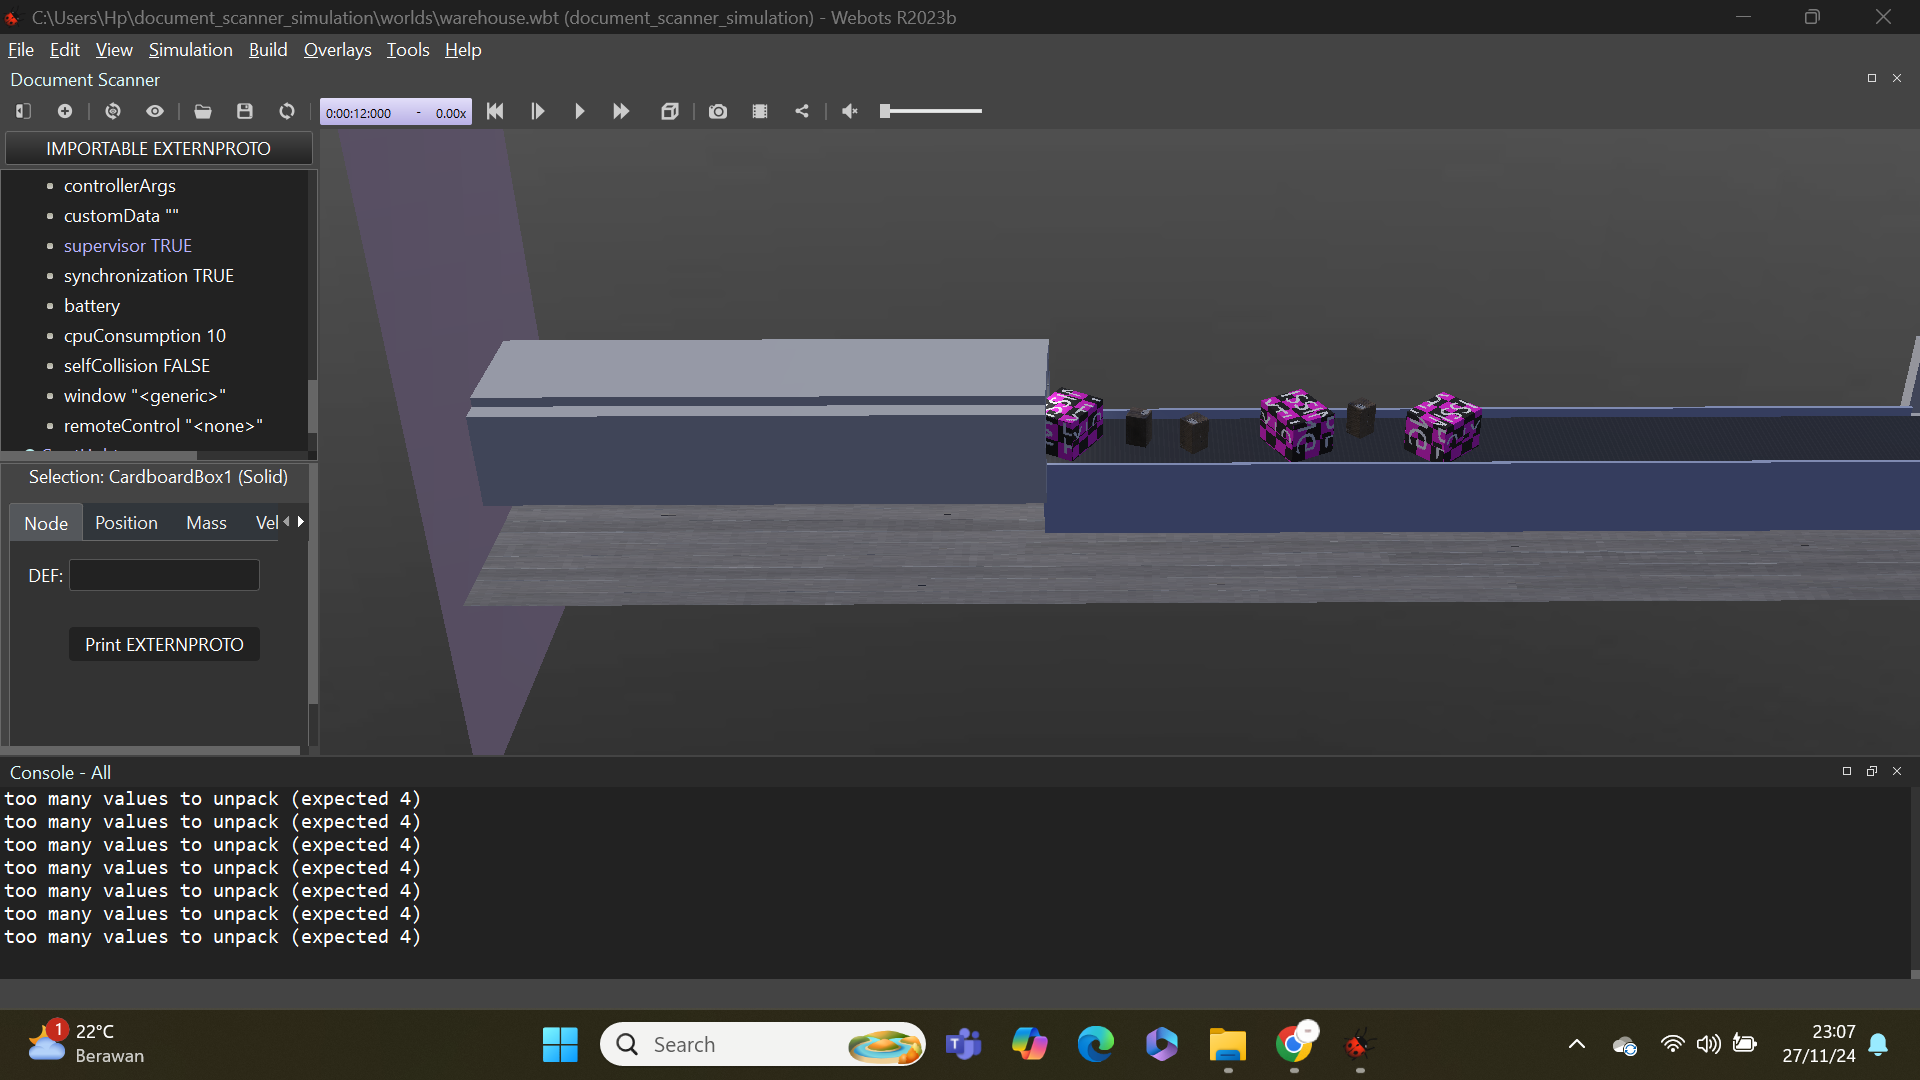 C:\Users\Hp\document_scanner_simulation\worlds\warehouse.wbt (document_scanner_simulation) - Webots R2023b
File Edit View Simulation Build Overlays Tools Help
Document Scanner
0:00:12:000 - 0.00x
IMPORTABLE EXTERNPROTO
controllerArgs
customData ""
supervisor TRUE
synchronization TRUE
battery
cpuConsumption 10
selfCollision FALSE
window "<generic>"
remoteControl "<none>"
Selection: CardboardBox1 (Solid)
Node Position Mass Vel
DEF:
Print EXTERNPROTO
Console - All
too many values to unpack (expected 4)
too many values to unpack (expected 4)
too many values to unpack (expected 4)
too many values to unpack (expected 4)
too many values to unpack (expected 4)
too many values to unpack (expected 4)
too many values to unpack (expected 4)
1
22°C
Berawan
Search
23:07
27/11/24